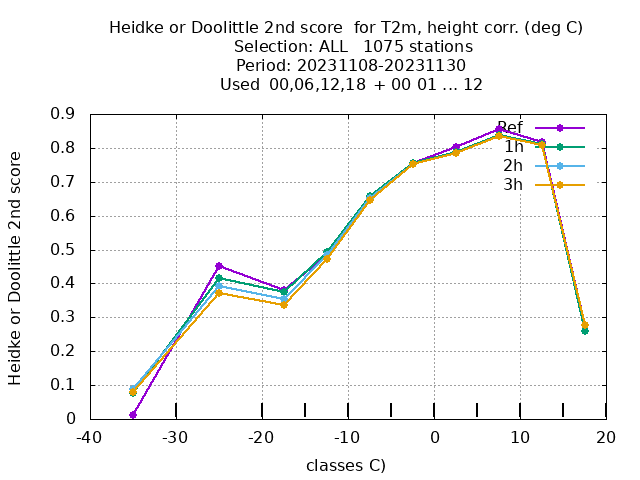 Heidke or Doolittle 2nd score  for T2m, height corr. (deg C)
Selection: ALL   1075 stations
Period: 20231108-20231130
Used  00,06,12,18  + 00 01 ... 12
Heidke or Doolittle 2nd score
0.9
0.8
0.7
0.6
0.5
0.4
0.3
0.2
0.1
0
Ref
1h
2h
3h
-40 -30 -20 -10 0 10 20
classes C)